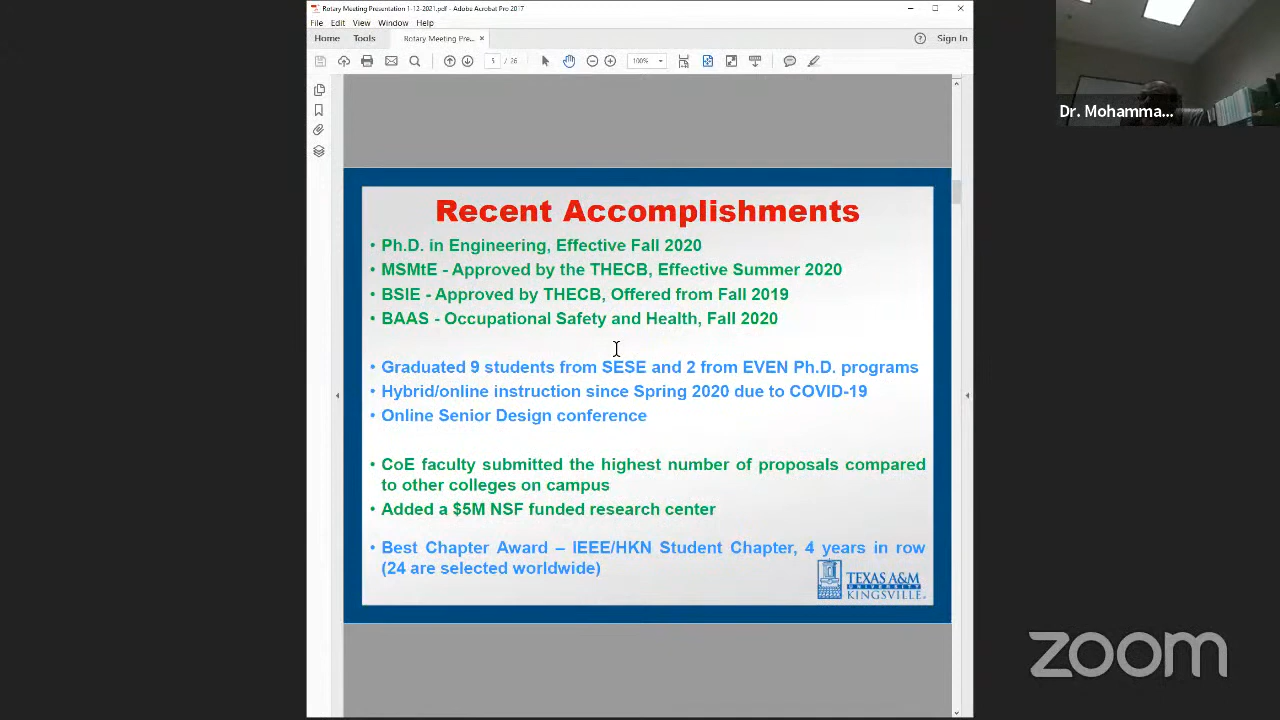 Rotary Meeting Presentation 1-12-2021.pdf - Adobe Acrobat Pro 2017
File Edit View Window Help
Home Tools Rotary Meeting Pre... × Sign In
5 / 26 100%
Dr. Mohamma...
Recent Accomplishments
• Ph.D. in Engineering, Effective Fall 2020
• MSMtE - Approved by the THECB, Effective Summer 2020
• BSIE - Approved by THECB, Offered from Fall 2019
• BAAS - Occupational Safety and Health, Fall 2020
• Graduated 9 students from SESE and 2 from EVEN Ph.D. programs
• Hybrid/online instruction since Spring 2020 due to COVID-19
• Online Senior Design conference
• CoE faculty submitted the highest number of proposals compared
to other colleges on campus
• Added a $5M NSF funded research center
• Best Chapter Award – IEEE/HKN Student Chapter, 4 years in row
(24 are selected worldwide)
TEXAS A&M
UNIVERSITY
KINGSVILLE
zoom